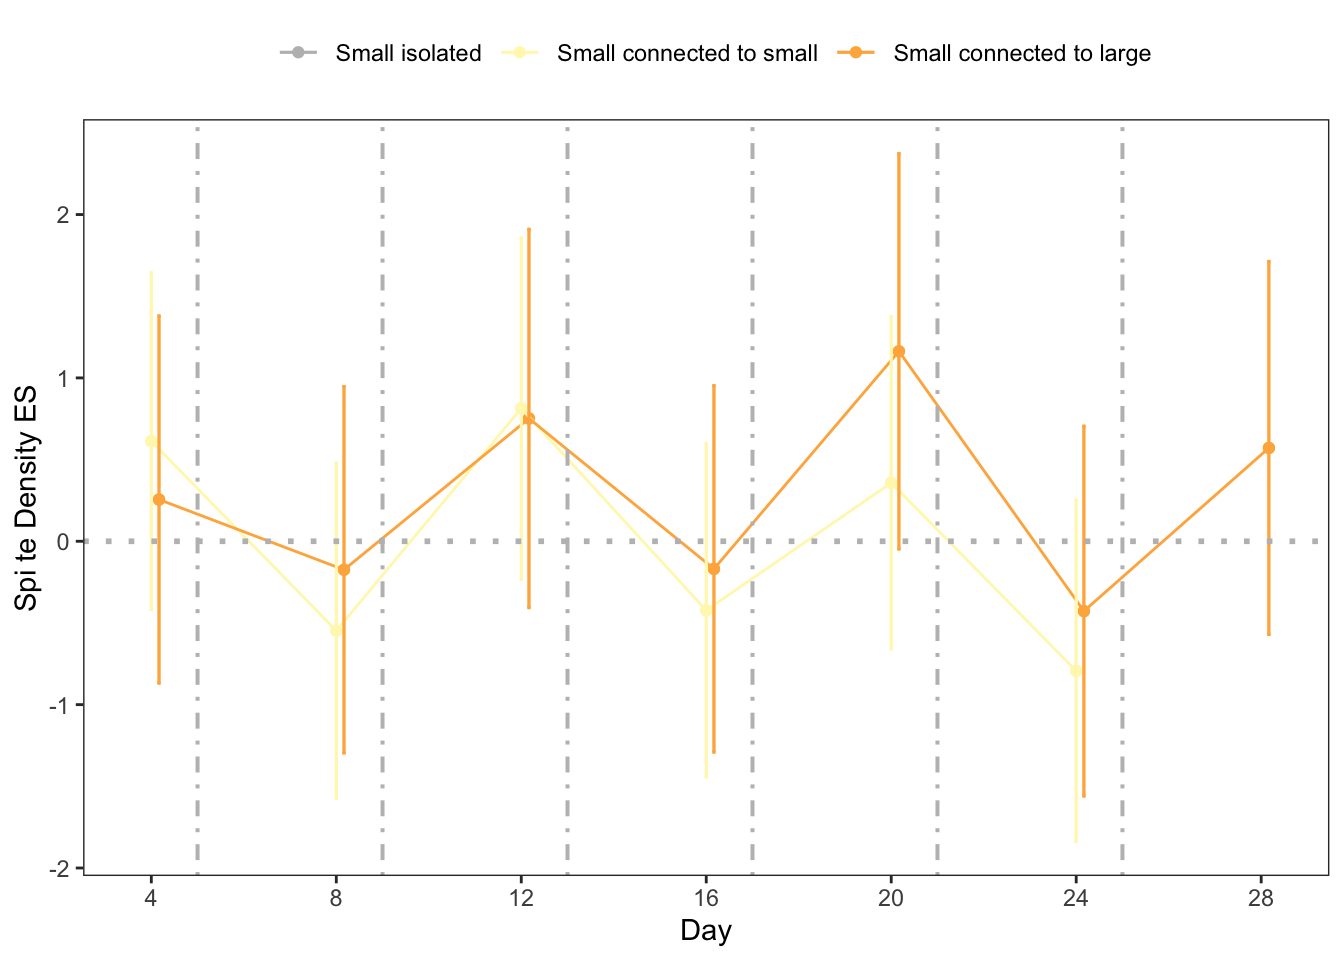 Small isolated Small connected to small Small connected to large
2
1
0
-1
-2
Spi te Density ES
4 8 12 16 20 24 28
Day